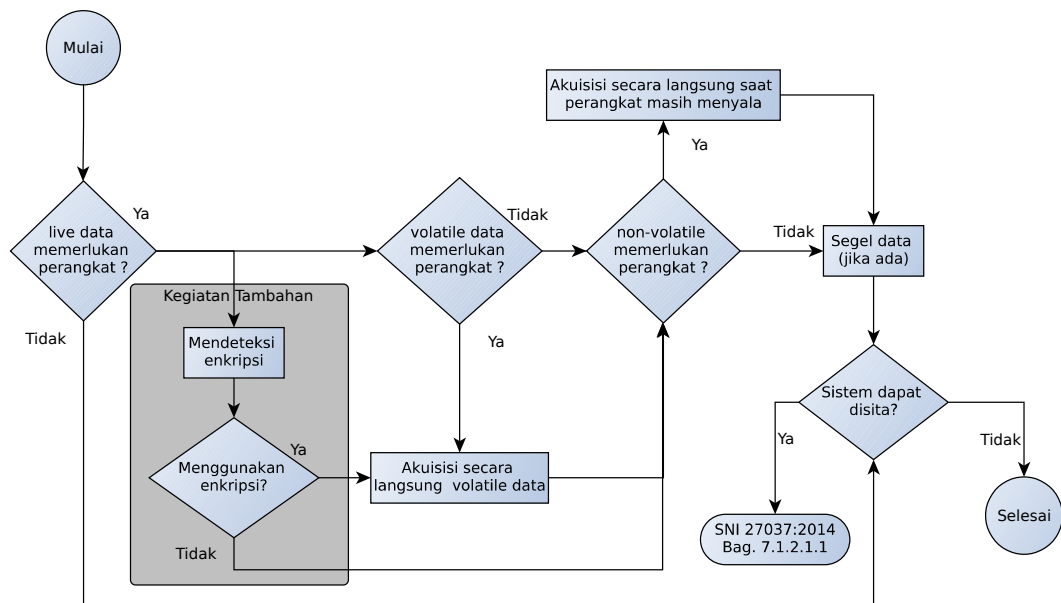 Mulai
Akuisisi secara langsung saat
perangkat masih menyala
Ya
live data
memerlukan
perangkat ?
Ya
volatile data
memerlukan
perangkat ?
Tidak
non-volatile
memerlukan
perangkat ?
Tidak
Segel data
(jika ada)
Kegiatan Tambahan
Tidak
Mendeteksi
enkripsi
Ya
Sistem dapat
disita?
Ya
Tidak
Menggunakan
enkripsi?
Ya
Akuisisi secara
langsung volatile data
Tidak
SNI 27037:2014
Bag. 7.1.2.1.1
Selesai